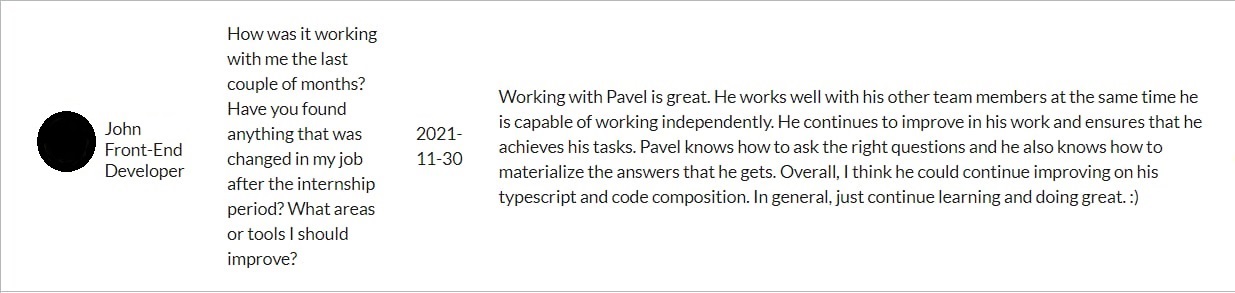 John
Front-End
Developer
How was it working
with me the last
couple of months?
Have you found
anything that was
changed in my job
after the internship
period? What areas
or tools I should
improve?
2021-
11-30
Working with Pavel is great. He works well with his other team members at the same time he
is capable of working independently. He continues to improve in his work and ensures that he
achieves his tasks. Pavel knows how to ask the right questions and he also knows how to
materialize the answers that he gets. Overall, I think he could continue improving on his
typescript and code composition. In general, just continue learning and doing great. :)